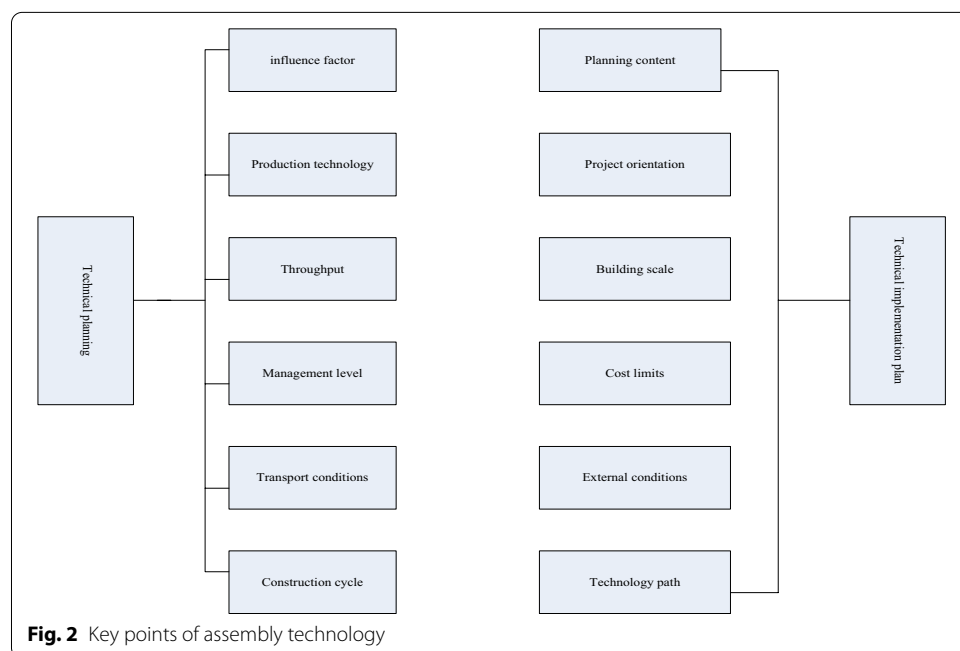 influence factor
Planning content
Production technology
Project orientation
Technical planning
Throughput
Building scale
Technical implementation plan
Management level
Cost limits
Transport conditions
External conditions
Construction cycle
Technology path
Fig. 2 Key points of assembly technology